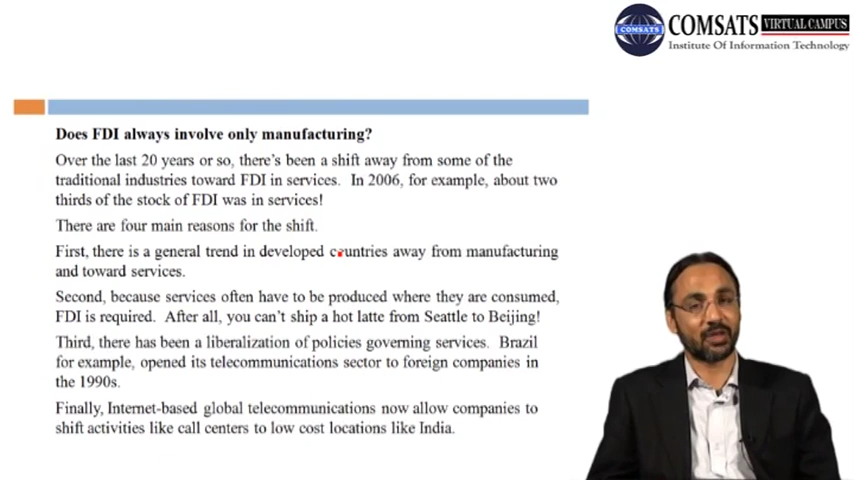 COMSATS
COMSATS VIRTUAL CAMPUS
Institute Of Information Technology
Does FDI always involve only manufacturing?
Over the last 20 years or so, there's been a shift away from some of the
traditional industries toward FDI in services. In 2006, for example, about two
thirds of the stock of FDI was in services!
There are four main reasons for the shift.
First, there is a general trend in developed countries away from manufacturing
and toward services.
Second, because services often have to be produced where they are consumed,
FDI is required. After all, you can't ship a hot latte from Seattle to Beijing!
Third, there has been a liberalization of policies governing services. Brazil
for example, opened its telecommunications sector to foreign companies in
the 1990s.
Finally, Internet-based global telecommunications now allow companies to
shift activities like call centers to low cost locations like India.